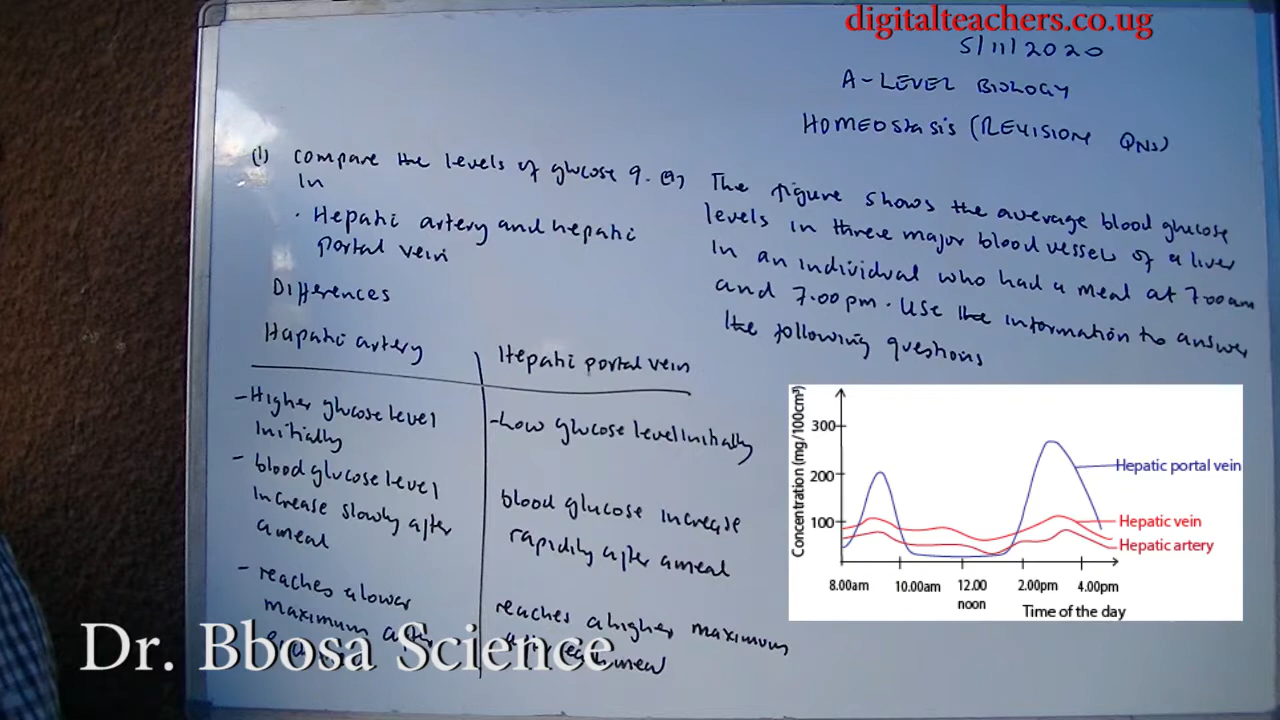 digitalteachers.co.ug
5/11/2020
A-LEVEL BIOLOGY
HOMEOSTASIS (REVISION QNS)
(1) Compare the levels of glucose
In
· Hepatic artery and hepatic
portal vein
Differences
Hapatic artery
Hepatic portal vein
- Higher glucose level
Initially
- blood glucose level
Increase slowly after
a meal
- reaches a lower
maximum after
- Low glucose level Initially
blood glucose increase
rapidily after a meal
reaches a higher maximum
meal
9.
The figure shows the average blood glucose
levels in three major blood vessels of a liver
In an individual who had a meal at 7.00am
and 7.00pm. Use the information to answer
the following questions
Concentration (mg/100cm³)
300
200
100
Hepatic portal vein
Hepatic vein
Hepatic artery
8.00am 10.00am 12.00 2.00pm 4.00pm
noon
Time of the day
Dr. Bbosa Science